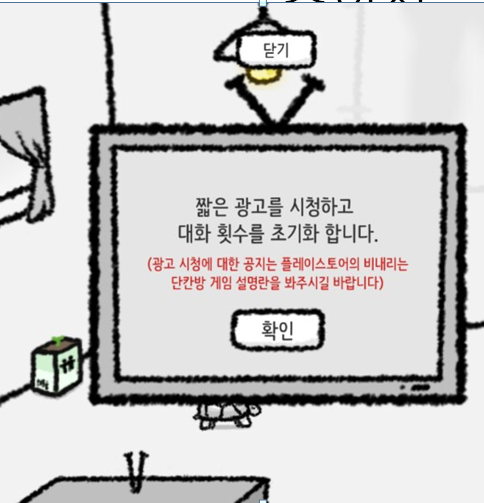 닫기
짧은 광고를 시청하고
대화 횟수를 초기화 합니다.
(광고 시청에 대한 공지는 플레이스토어의 비내리는
단칸방 게임 설명란을 봐주시길 바랍니다)
확인